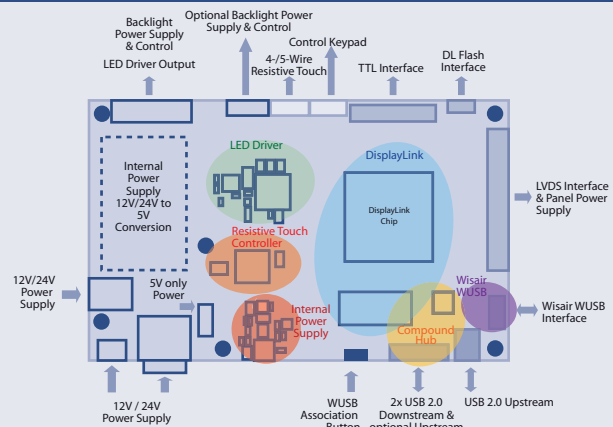 Backlight
Power Supply
& Control
LED Driver Output
Optional Backlight Power
Supply & Control
4-/5-Wire
Resistive Touch
Control Keypad
TTL Interface
DL Flash
Interface
LED Driver
DisplayLink
Internal
Power
Supply
12V/24V to
5V
Conversion
DisplayLink
Chip
LVDS Interface
& Panel Power
Supply
Resistive Touch
Controller
12V/24V
Power
Supply
5V only
Power
Internal
Power
Supply
Wisair
WUSB
Compound
Hub
Wisair WUSB
Interface
12V / 24V
Power Supply
WUSB
Association
Button
2x USB 2.0
Downstream &
optional Upstream
USB 2.0 Upstream